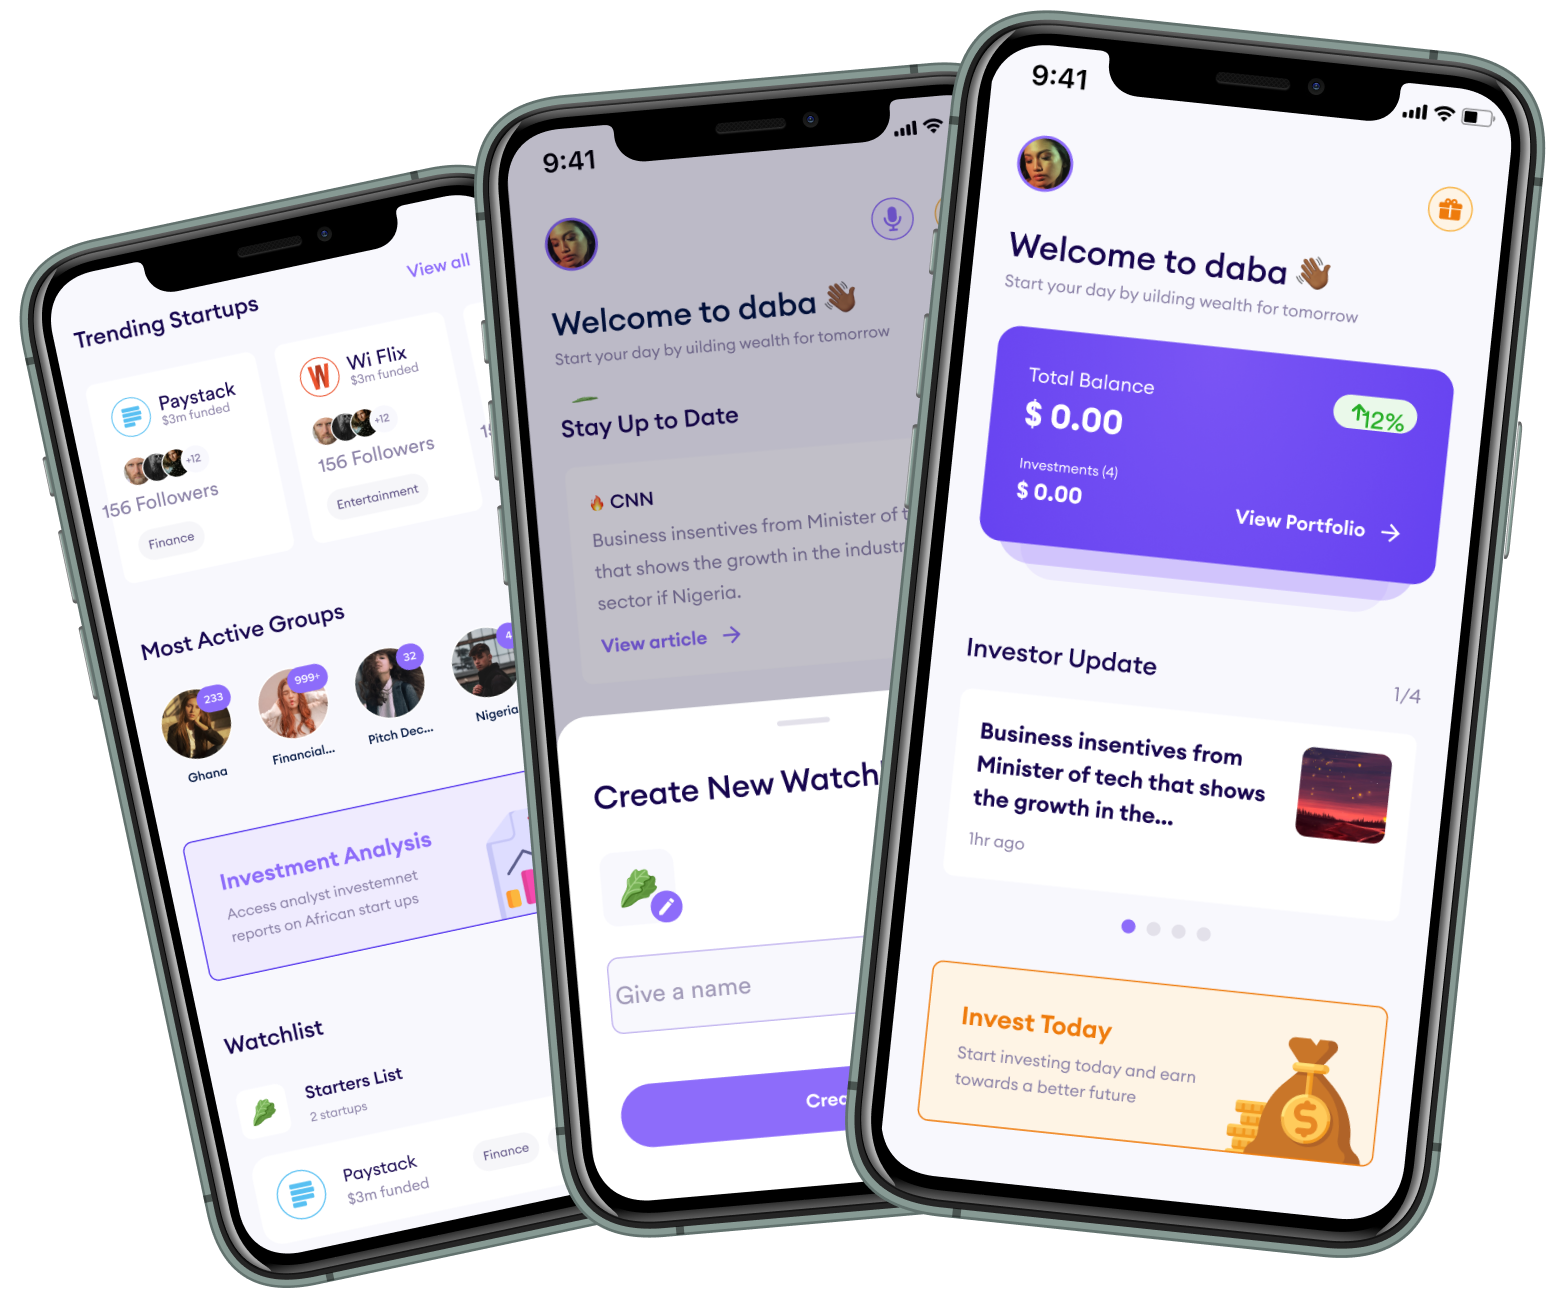 View all
Trending Startups
Paystack
$3m funded
+12
156 Followers
Finance
W
Wi Flix
$3m funded
+12
156 Followers
Entertainment
Most Active Groups
233
Ghana
999+
Financial...
32
Pitch Dec...
4
Nigeria
Investment Analysis
Access analyst investemnet
reports on African start ups
Watchlist
Starters List
2 startups
Paystack
$3m funded
Finance
9:41
Welcome to daba 👋🏾
Start your day by uilding wealth for tomorrow
Stay Up to Date
🔥 CNN
Business insentives from Minister of
that shows the growth in the
sector if Nigeria.
View article →
Create New
Give a name
9:41
Welcome to daba 👋🏾
Start your day by uilding wealth for tomorrow
Total Balance
$ 0.00
↑12%
Investments (4)
$ 0.00
View Portfolio →
Investor Update
1/4
Business insentives from
Minister of tech that shows
the growth in the...
1hr ago
Invest Today
Start investing today and earn
towards a better future
$